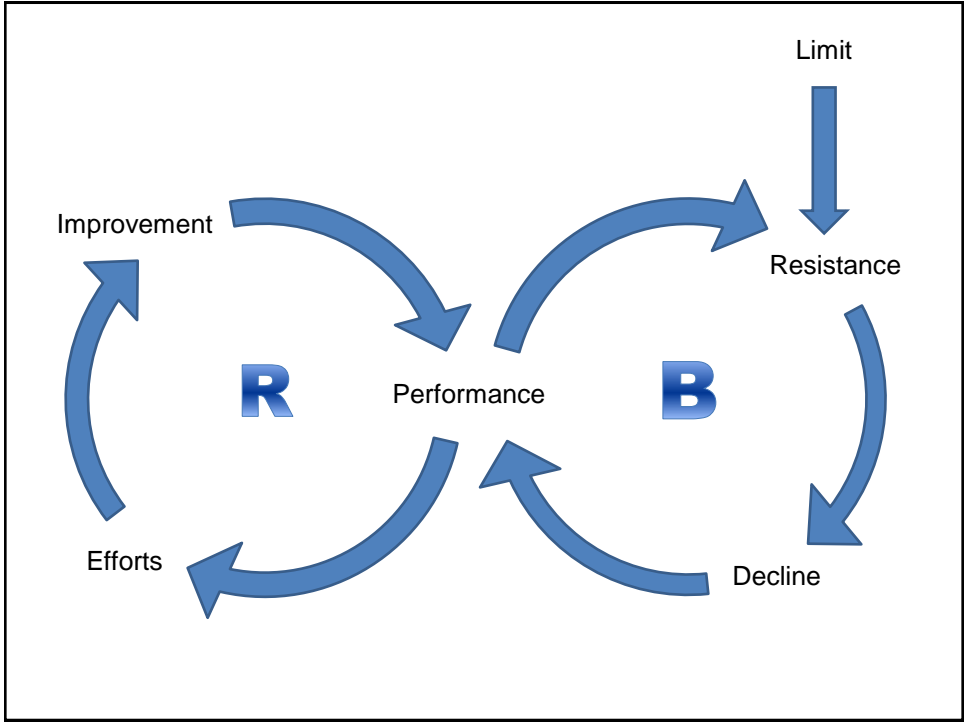 Limit
Improvement
Resistance
R
Performance
B
Efforts
Decline